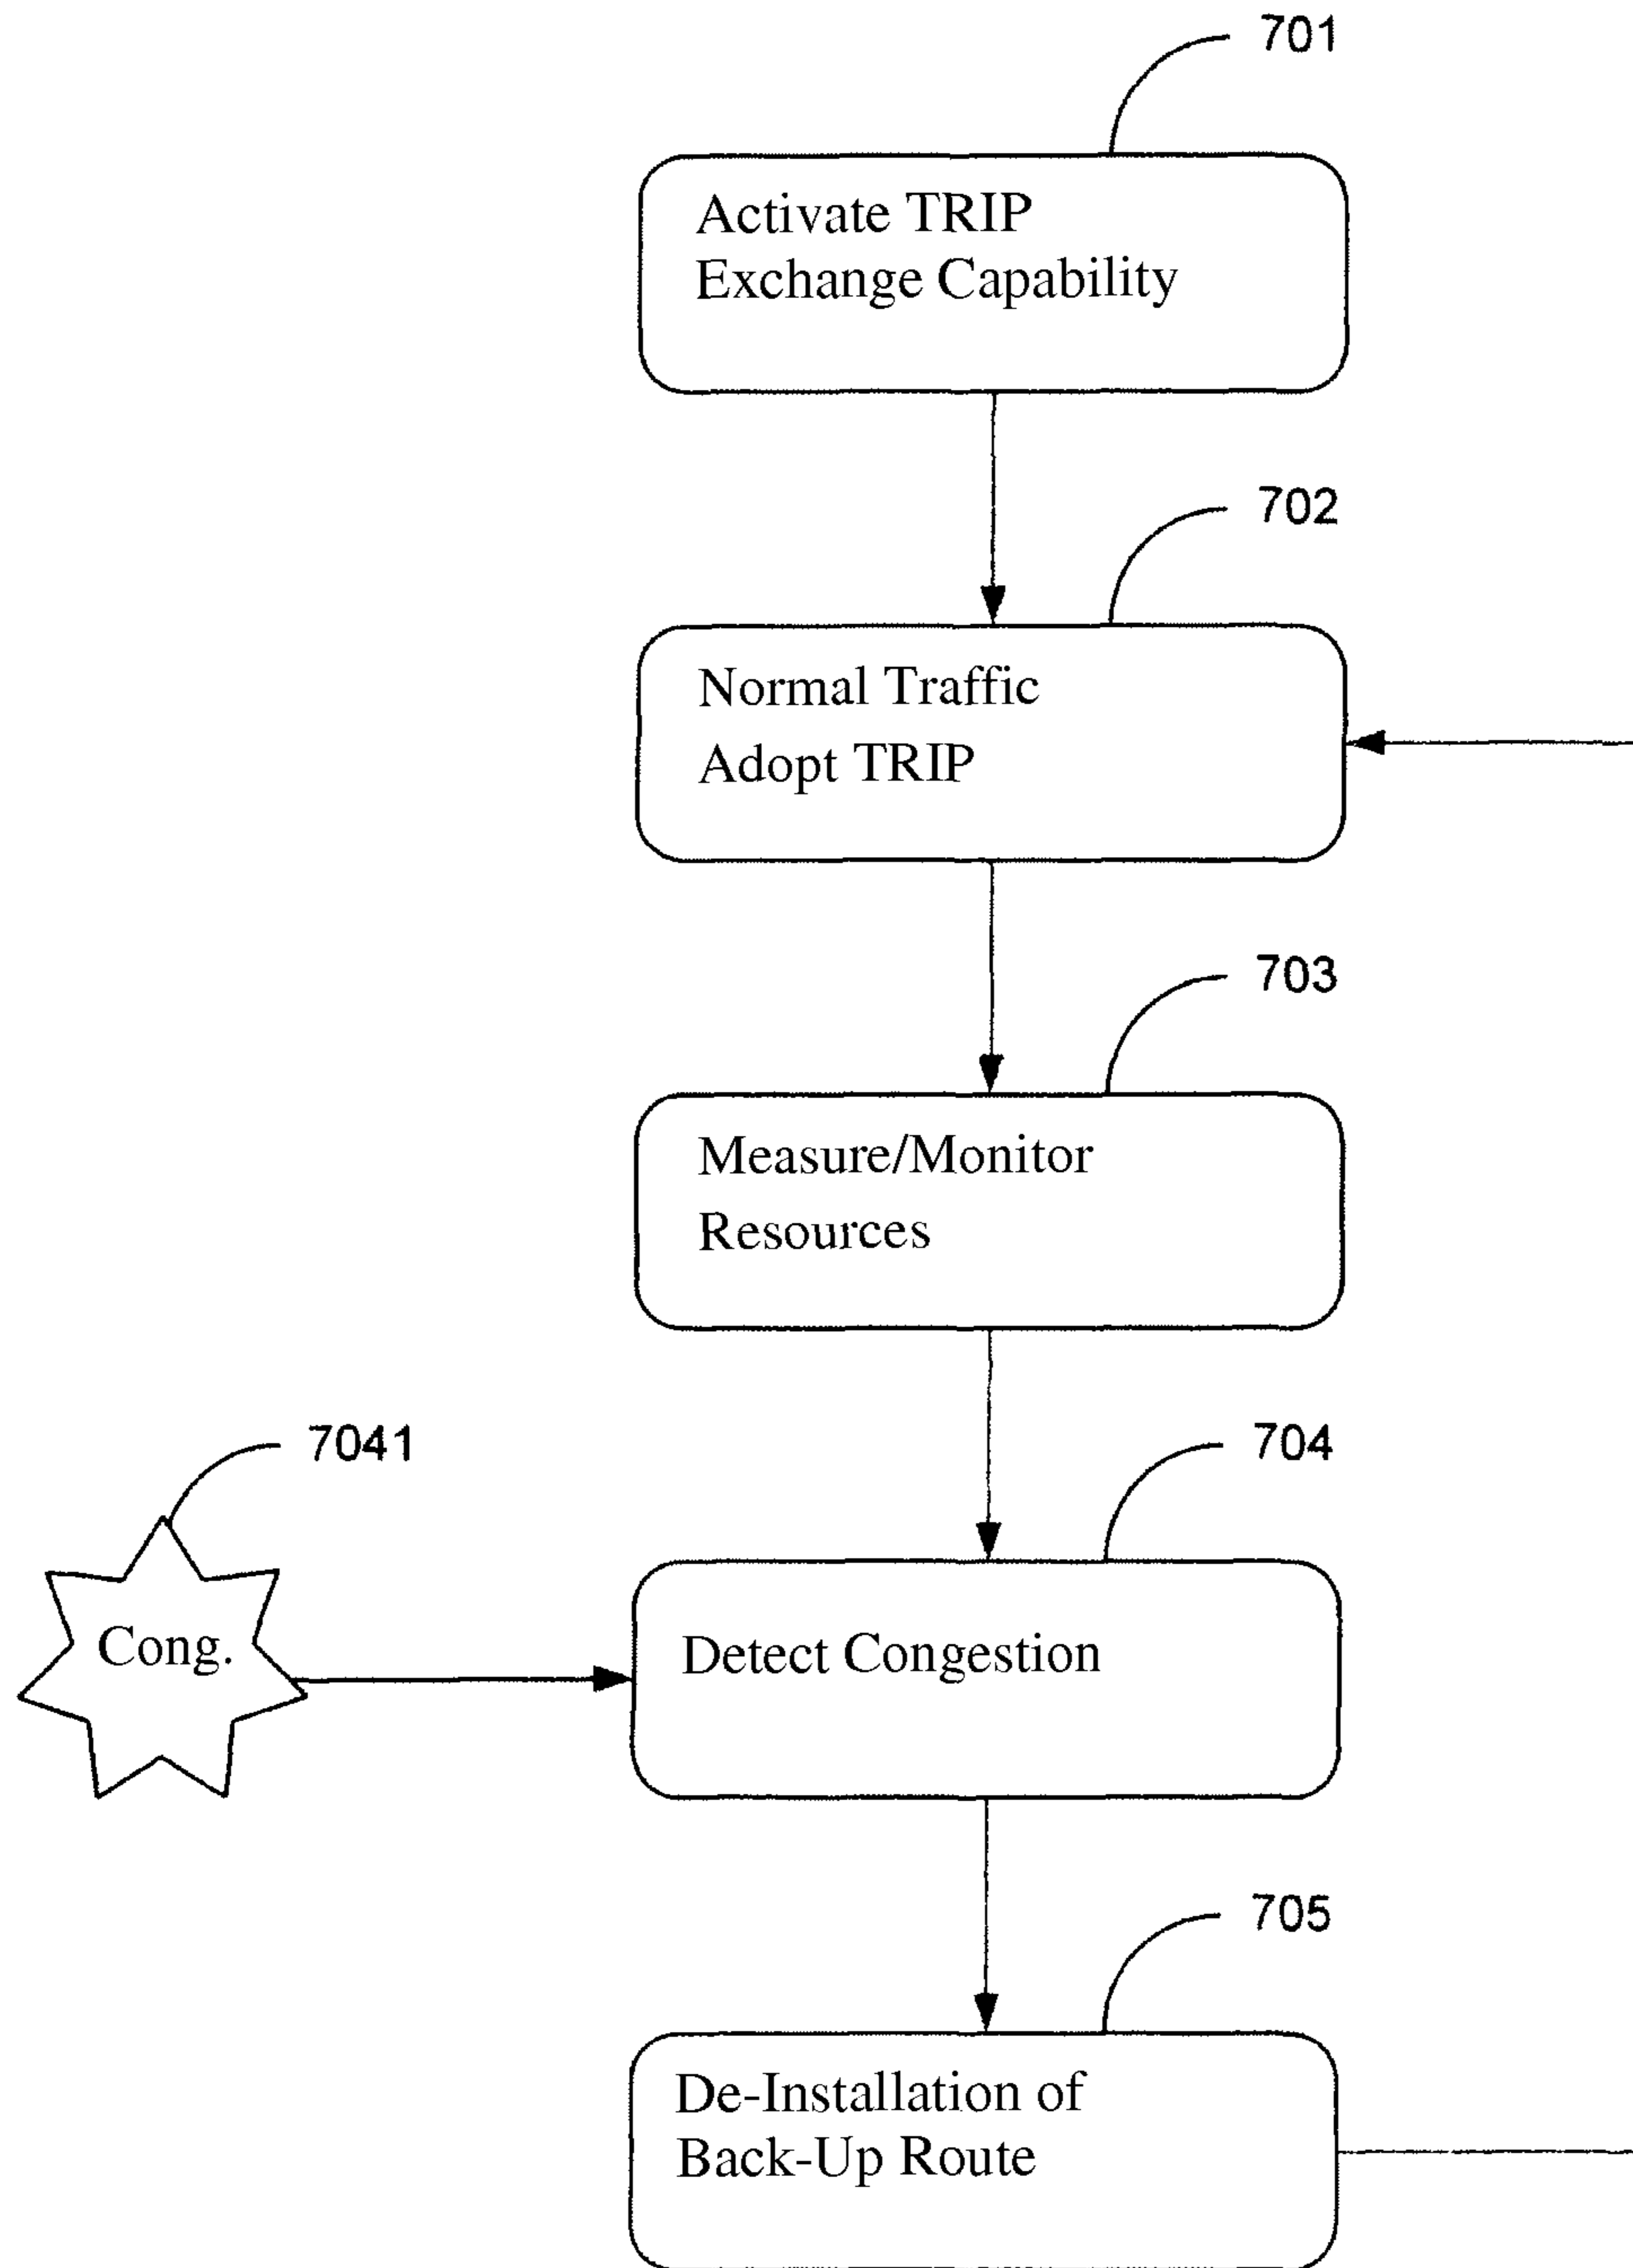 701
Activate TRIP
Exchange Capability
702
Normal Traffic
Adopt TRIP
703
Measure/Monitor
Resources
7041
704
Cong.
Detect Congestion
705
De-Installation of
Back-Up Route